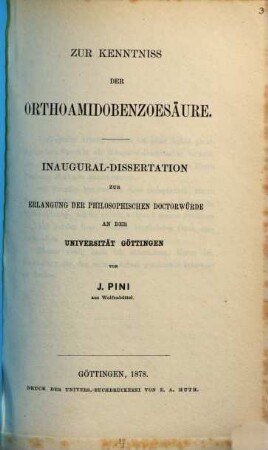 3
ZUR KENNTNISS
DER
ORTHOAMIDOBENZOESÄURE.
INAUGURAL-DISSERTATION
ZUR
ERLANGUNG DER PHILOSOPHISCHEN DOCTORWÜRDE
AN DER
UNIVERSITÄT GÖTTINGEN
VON
J. PINI
aus Wolfenbüttel.
GÖTTINGEN, 1878.
DRUCK DER UNIVERS.-BUCHDRUCKEREI VON E. A. HUTH.